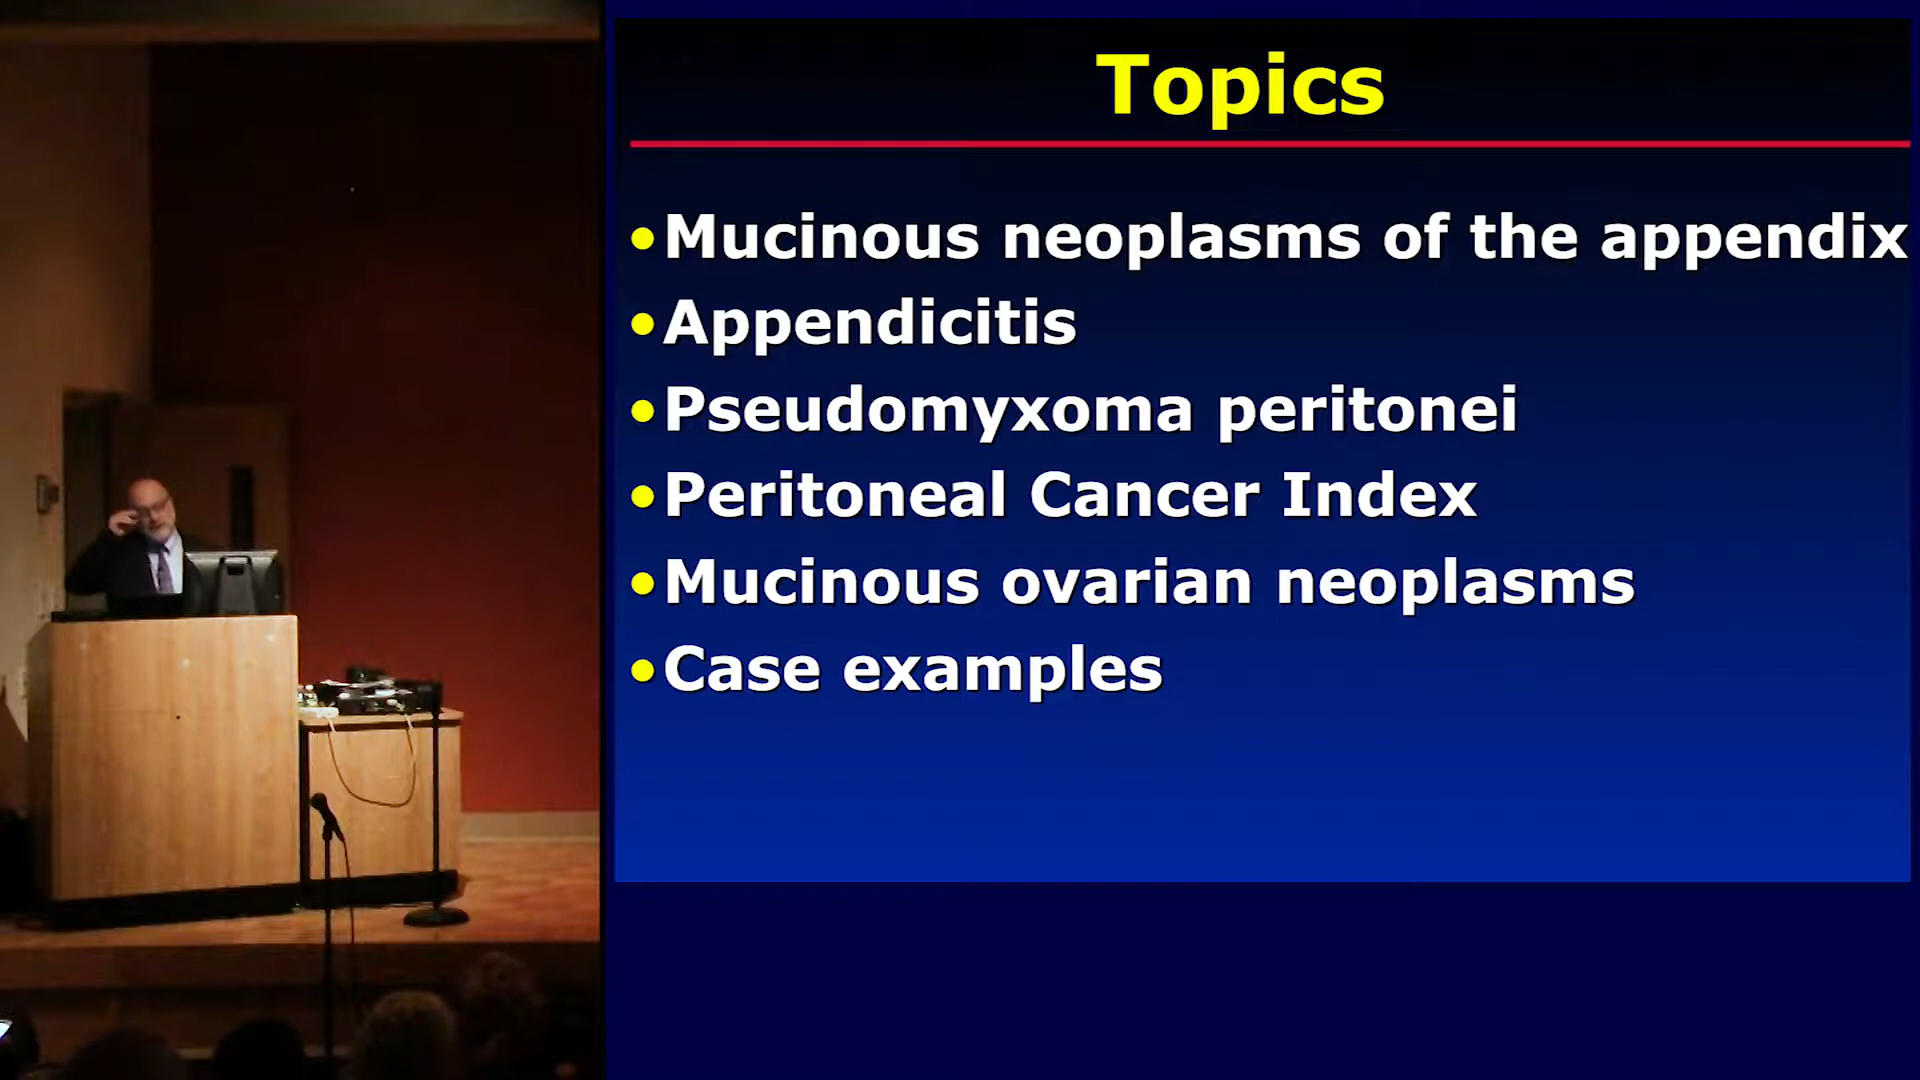 Topics
•Mucinous neoplasms of the appendix
•Appendicitis
•Pseudomyxoma peritonei
•Peritoneal Cancer Index
•Mucinous ovarian neoplasms
•Case examples